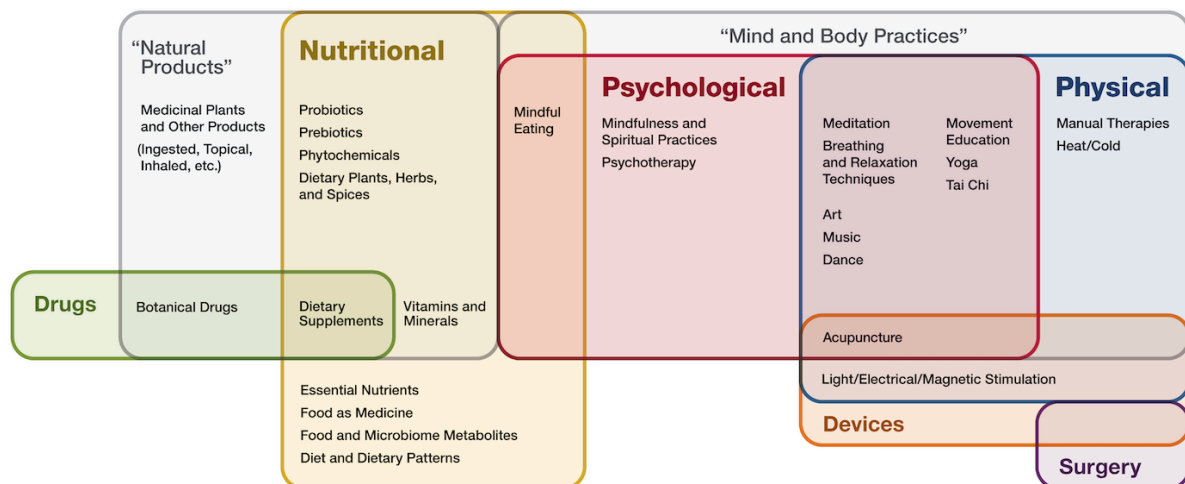 “Natural
Products”
Medicinal Plants
and Other Products
(Ingested, Topical,
Inhaled, etc.)
Nutritional
Probiotics
Prebiotics
Phytochemicals
Dietary Plants, Herbs,
and Spices
“Mind and Body Practices”
Mindful
Eating
Psychological
Mindfulness and
Spiritual Practices
Psychotherapy
Meditation
Breathing
and Relaxation
Techniques
Art
Music
Dance
Movement
Education
Yoga
Tai Chi
Physical
Manual Therapies
Heat/Cold
Drugs
Botanical Drugs
Dietary
Supplements
Vitamins and
Minerals
Acupuncture
Light/Electrical/Magnetic Stimulation
Essential Nutrients
Food as Medicine
Food and Microbiome Metabolites
Diet and Dietary Patterns
Devices
Surgery